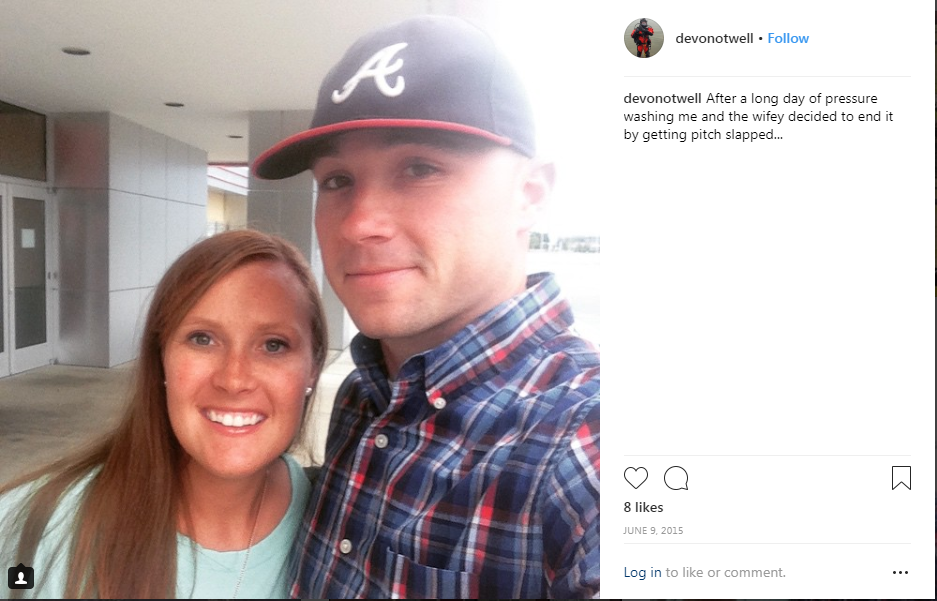 A
devonotwell • Follow
devonotwell After a long day of pressure
washing me and the wifey decided to end it
by getting pitch slapped...
8 likes
JUNE 9, 2015
Log in to like or comment.